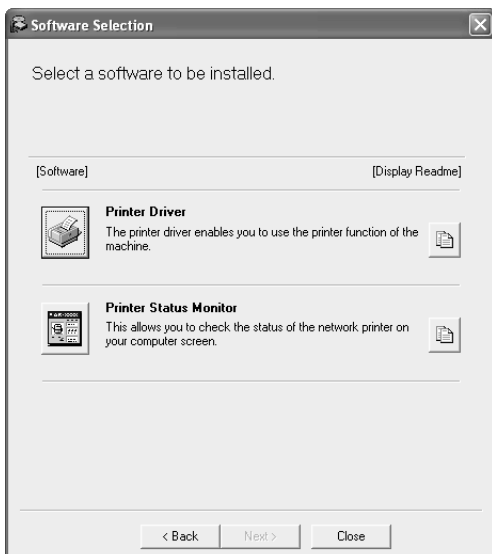 Software Selection
Select a software to be installed.
[Software] [Display Readme]
Printer Driver
The printer driver enables you to use the printer function of the
machine.
Printer Status Monitor
This allows you to check the status of the network printer on
your computer screen.
< Back Next > Close